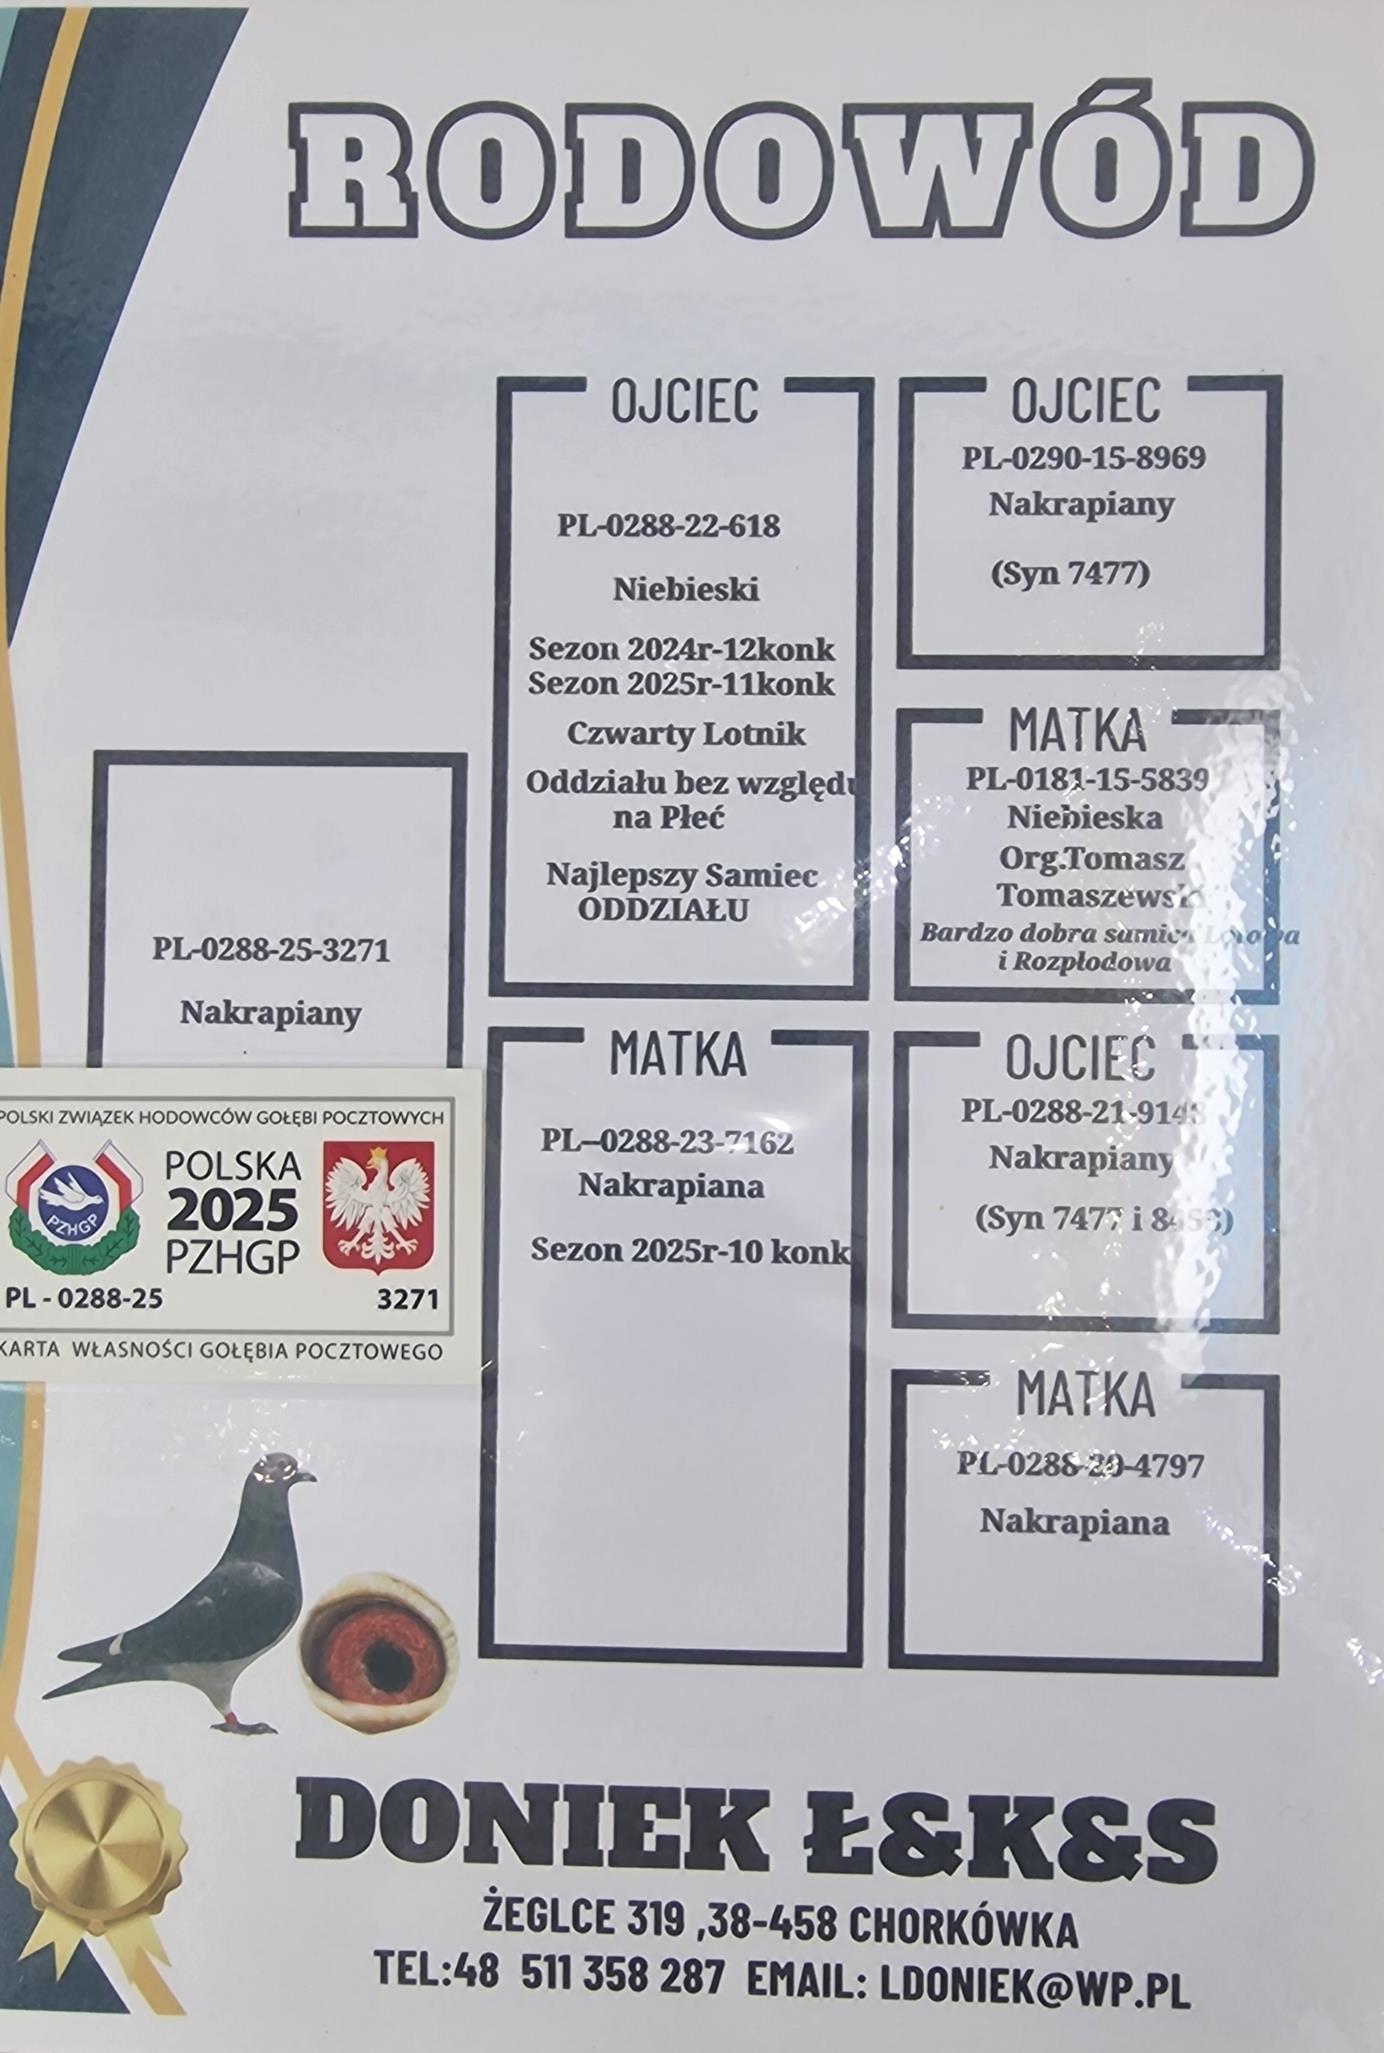 RODOWÓD
OJCIEC
PL-0288-22-618
Niebieski
Sezon 2024r-12konk
Sezon 2025r-11konk
Czwarty Lotnik
Oddziału bez względu
na Płeć
Najlepszy Samiec
ODDZIAŁU
OJCIEC
PL-0290-15-8969
Nakrapiany
(Syn 7477)
MATKA
PL-0181-15-5839
Niebieska
Org.Tomasz
Tomaszewski
Bardzo dobra samica Lotowa
i Rozpłodowa
PL-0288-25-3271
Nakrapiany
POLSKI ZWIĄZEK HODOWCÓW GOŁĘBI POCZTOWYCH
PZHGP
POLSKA
2025
PZHGP
PL - 0288-25 3271
KARTA WŁASNOŚCI GOŁĘBIA POCZTOWEGO
MATKA
PL-0288-23-7162
Nakrapiana
Sezon 2025r-10 konk
OJCIEC
Nakrapiany
(Syn 7477 i
MATKA
PL-0288-20-4797
Nakrapiana
DONIEK Ł&K&S
ŻEGLCE 319 ,38-458 CHORKÓWKA
TEL:48 511 358 287 EMAIL: LDONIEK@WP.PL